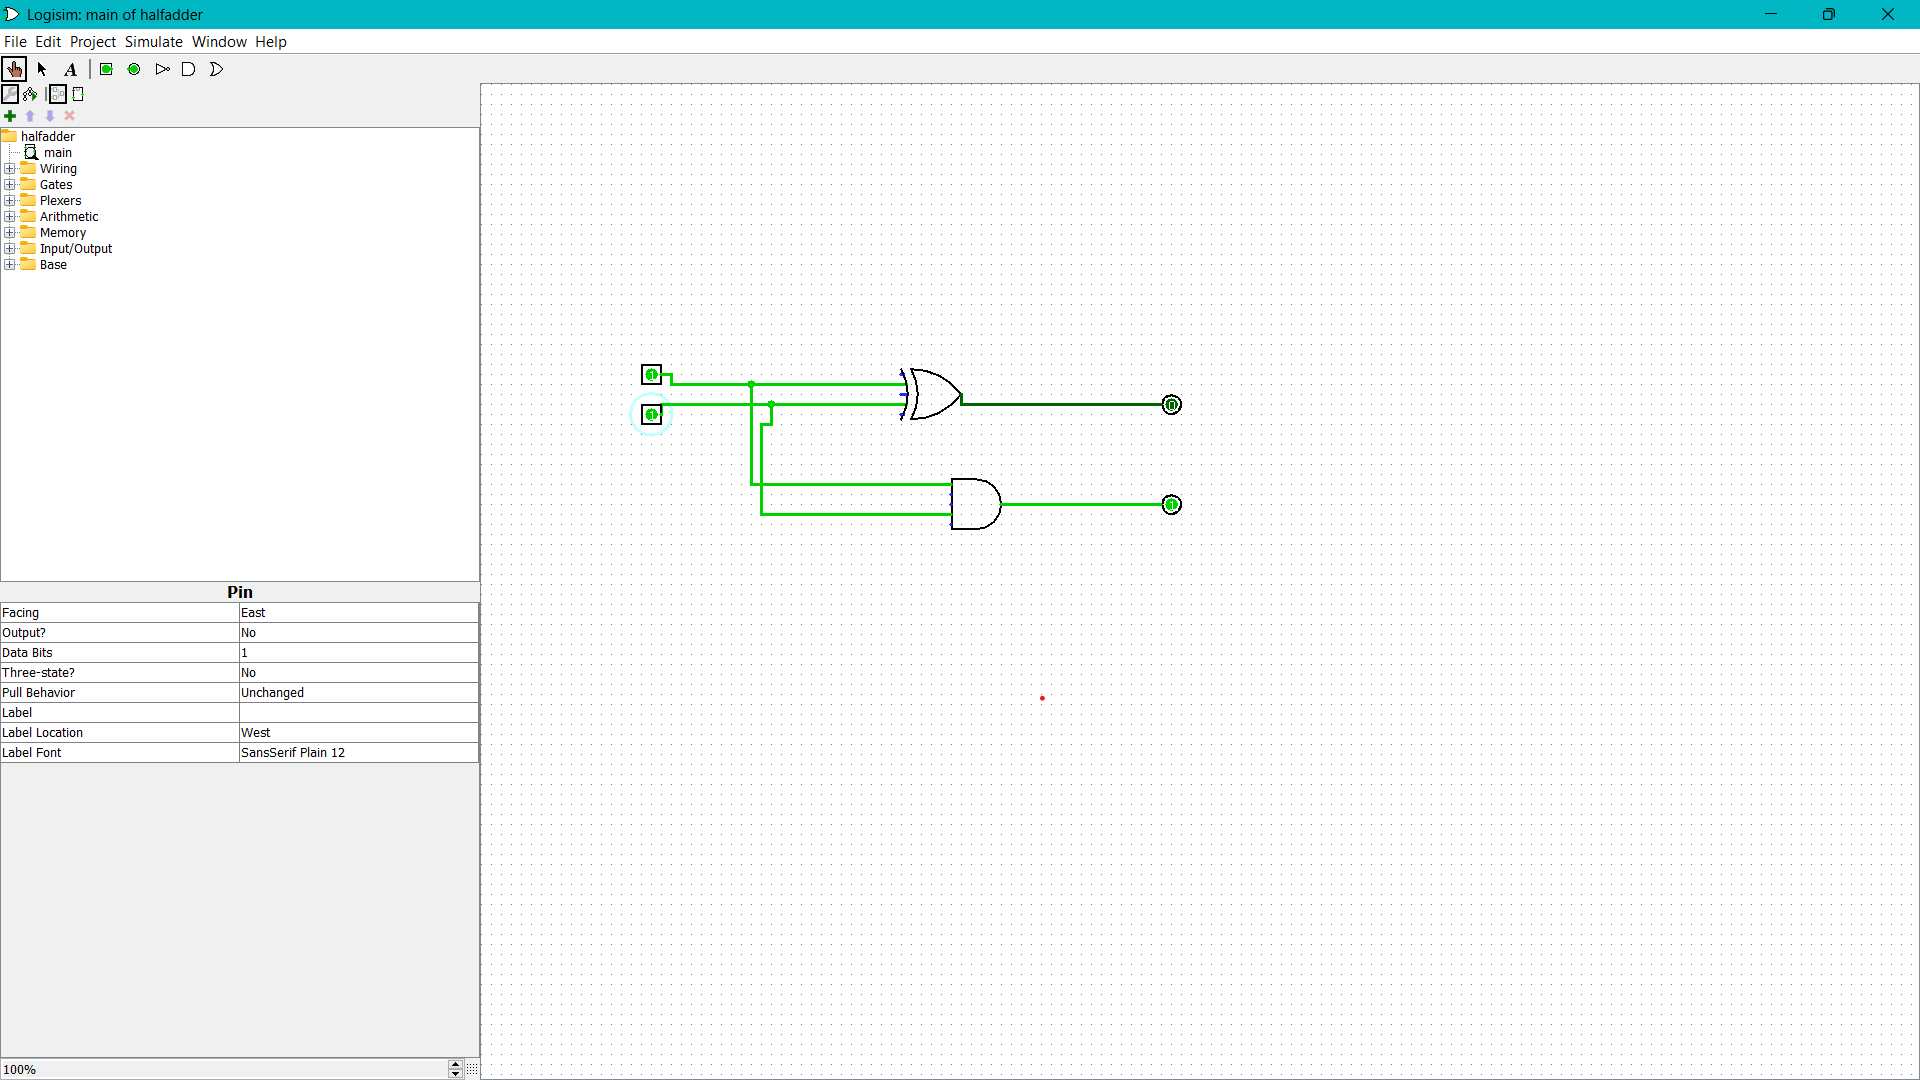 Logisim: main of halfadder
File Edit Project Simulate Window Help
A
halfadder
main
Wiring
Gates
Plexers
Arithmetic
Memory
Input/Output
Base
1
1
0
1
Pin
Facing East
Output? No
Data Bits 1
Three-state? No
Pull Behavior Unchanged
Label
Label Location West
Label Font SansSerif Plain 12
100%